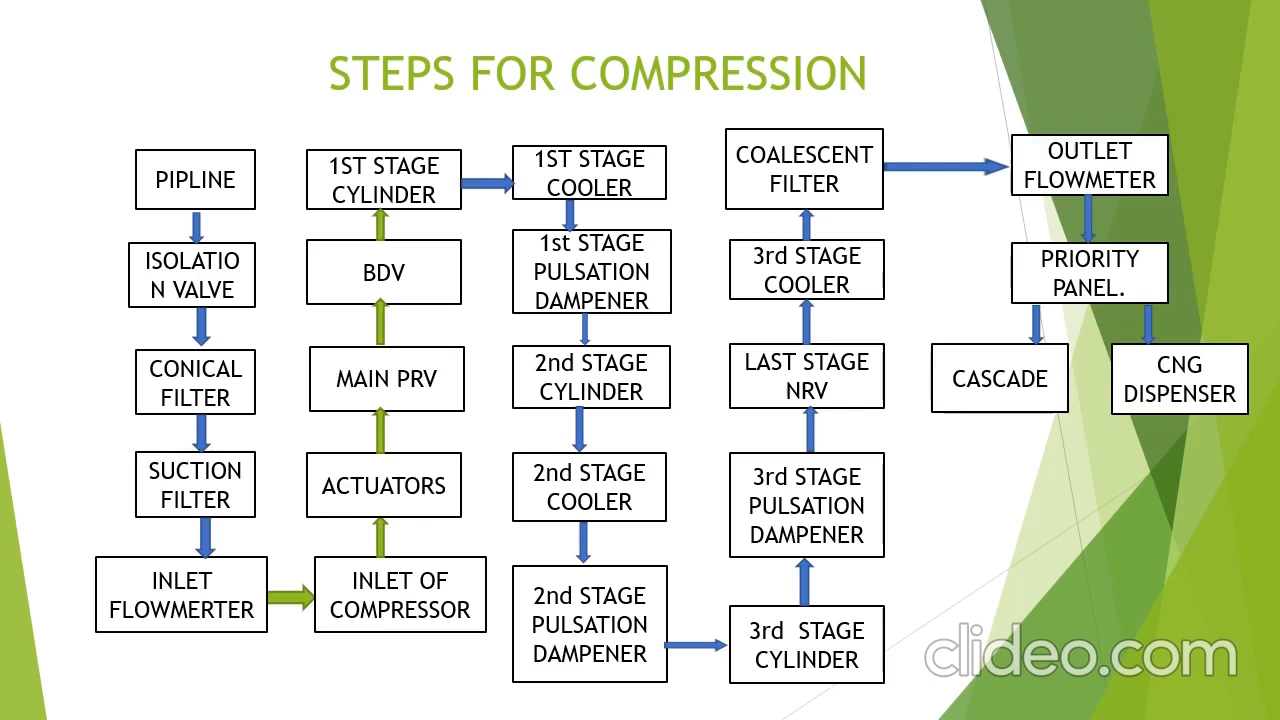 STEPS FOR COMPRESSION
PIPLINE
ISOLATIO
N VALVE
CONICAL
FILTER
SUCTION
FILTER
INLET
FLOWMERTER
INLET OF
COMPRESSOR
ACTUATORS
MAIN PRV
BDV
1ST STAGE
CYLINDER
1ST STAGE
COOLER
1st STAGE
PULSATION
DAMPENER
2nd STAGE
CYLINDER
2nd STAGE
COOLER
2nd STAGE
PULSATION
DAMPENER
3rd STAGE
CYLINDER
3rd STAGE
PULSATION
DAMPENER
LAST STAGE
NRV
3rd STAGE
COOLER
COALESCENT
FILTER
OUTLET
FLOWMETER
PRIORITY
PANEL.
CASCADE
CNG
DISPENSER
clideo.com